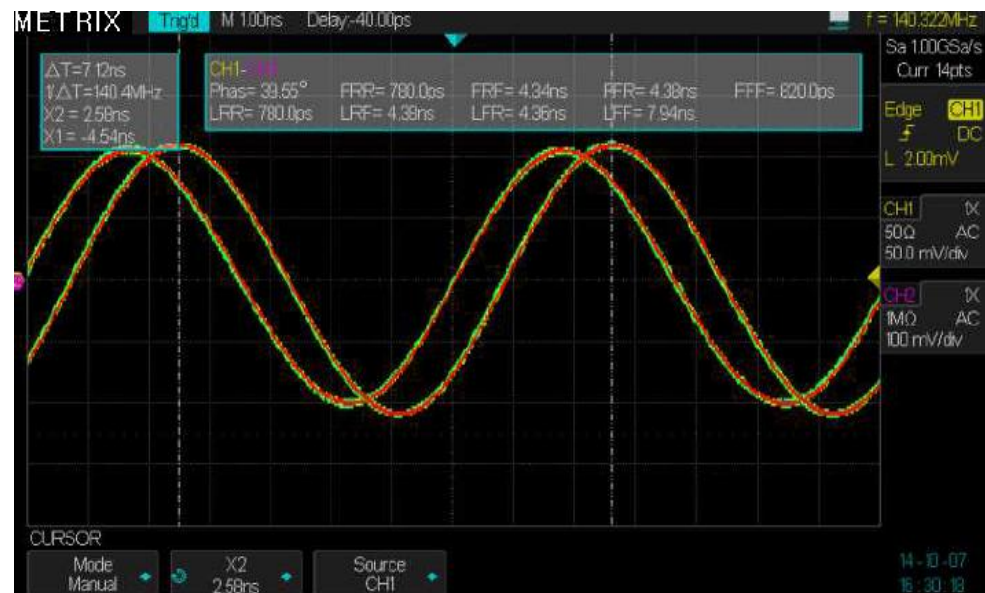 METRIX Trig'd M 1.00ns Delay:-40.00ps f = 140.322MHz
Sa 1.00GSa/s
Curr 14pts
△T=7.12ns
1/△T=140.4MHz
X2 = 2.58ns
X1 = -4.54ns
CH1-CH2
Phas= 39.55° FRR= 780.0ps FRF= 4.34ns FFR= 4.38ns FFF= 820.0ps
LRR= 780.0ps LRF= 4.39ns LFR= 4.36ns LFF= 7.94ns
Edge CH1
DC
L 2.00mV
CH1 1X
50Ω AC
50.0 mV/div
CH2 1X
1MΩ AC
100 mV/div
CURSOR
Mode
Manual
X2
2.58ns
Source
CH1
14-10-07
16:30:18